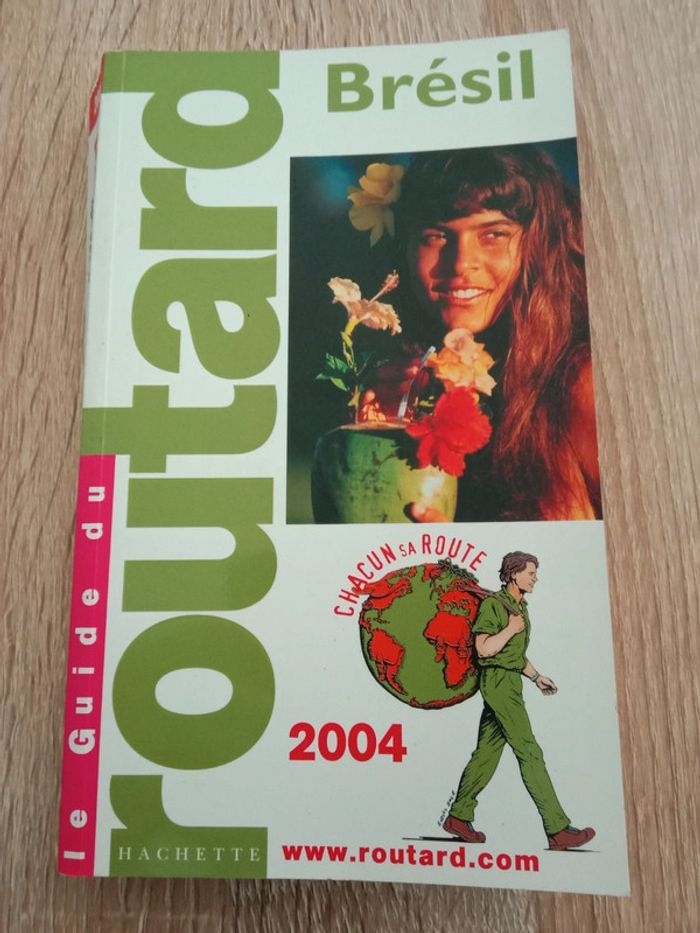 le Guide du
routard
Brésil
CHACUN SA ROUTE
2004
HACHETTE
www.routard.com